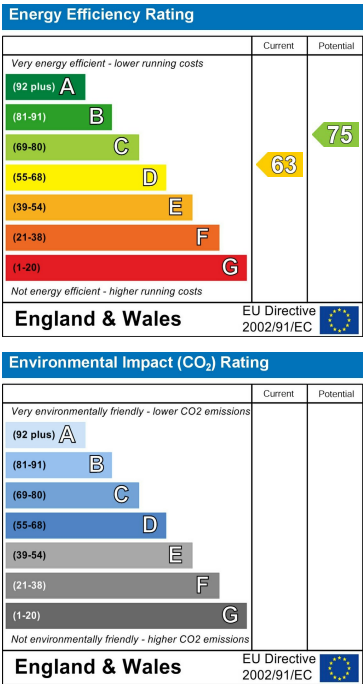 Energy Efficiency Rating
Current Potential
Very energy efficient - lower running costs
(92 plus) A
(81-91) B
(69-80) C
(55-68) D
(39-54) E
(21-38) F
(1-20) G
63
75
Not energy efficient - higher running costs
England & Wales
EU Directive
2002/91/EC
Environmental Impact (CO₂) Rating
Current Potential
Very environmentally friendly - lower CO2 emissions
(92 plus) A
(81-91) B
(69-80) C
(55-68) D
(39-54) E
(21-38) F
(1-20) G
Not environmentally friendly - higher CO2 emissions
England & Wales
EU Directive
2002/91/EC